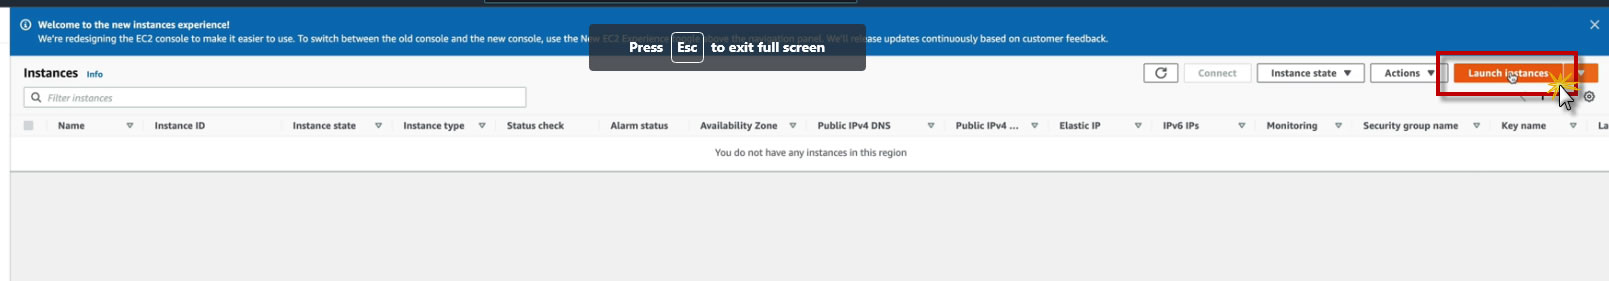 Welcome to the new instances experience!
We're redesigning the EC2 console to make it easier to use. To switch between the old console and the new console, use the New EC2 Experience toggle above the navigation panel. We'll release updates continuously based on customer feedback.
Press Esc to exit full screen
Instances Info
Connect Instance state Actions Launch instances
Filter instances
Name Instance ID Instance state Instance type Status check Alarm status Availability Zone Public IPv4 DNS Public IPv4 ... Elastic IP IPv6 IPs Monitoring Security group name Key name La
You do not have any instances in this region